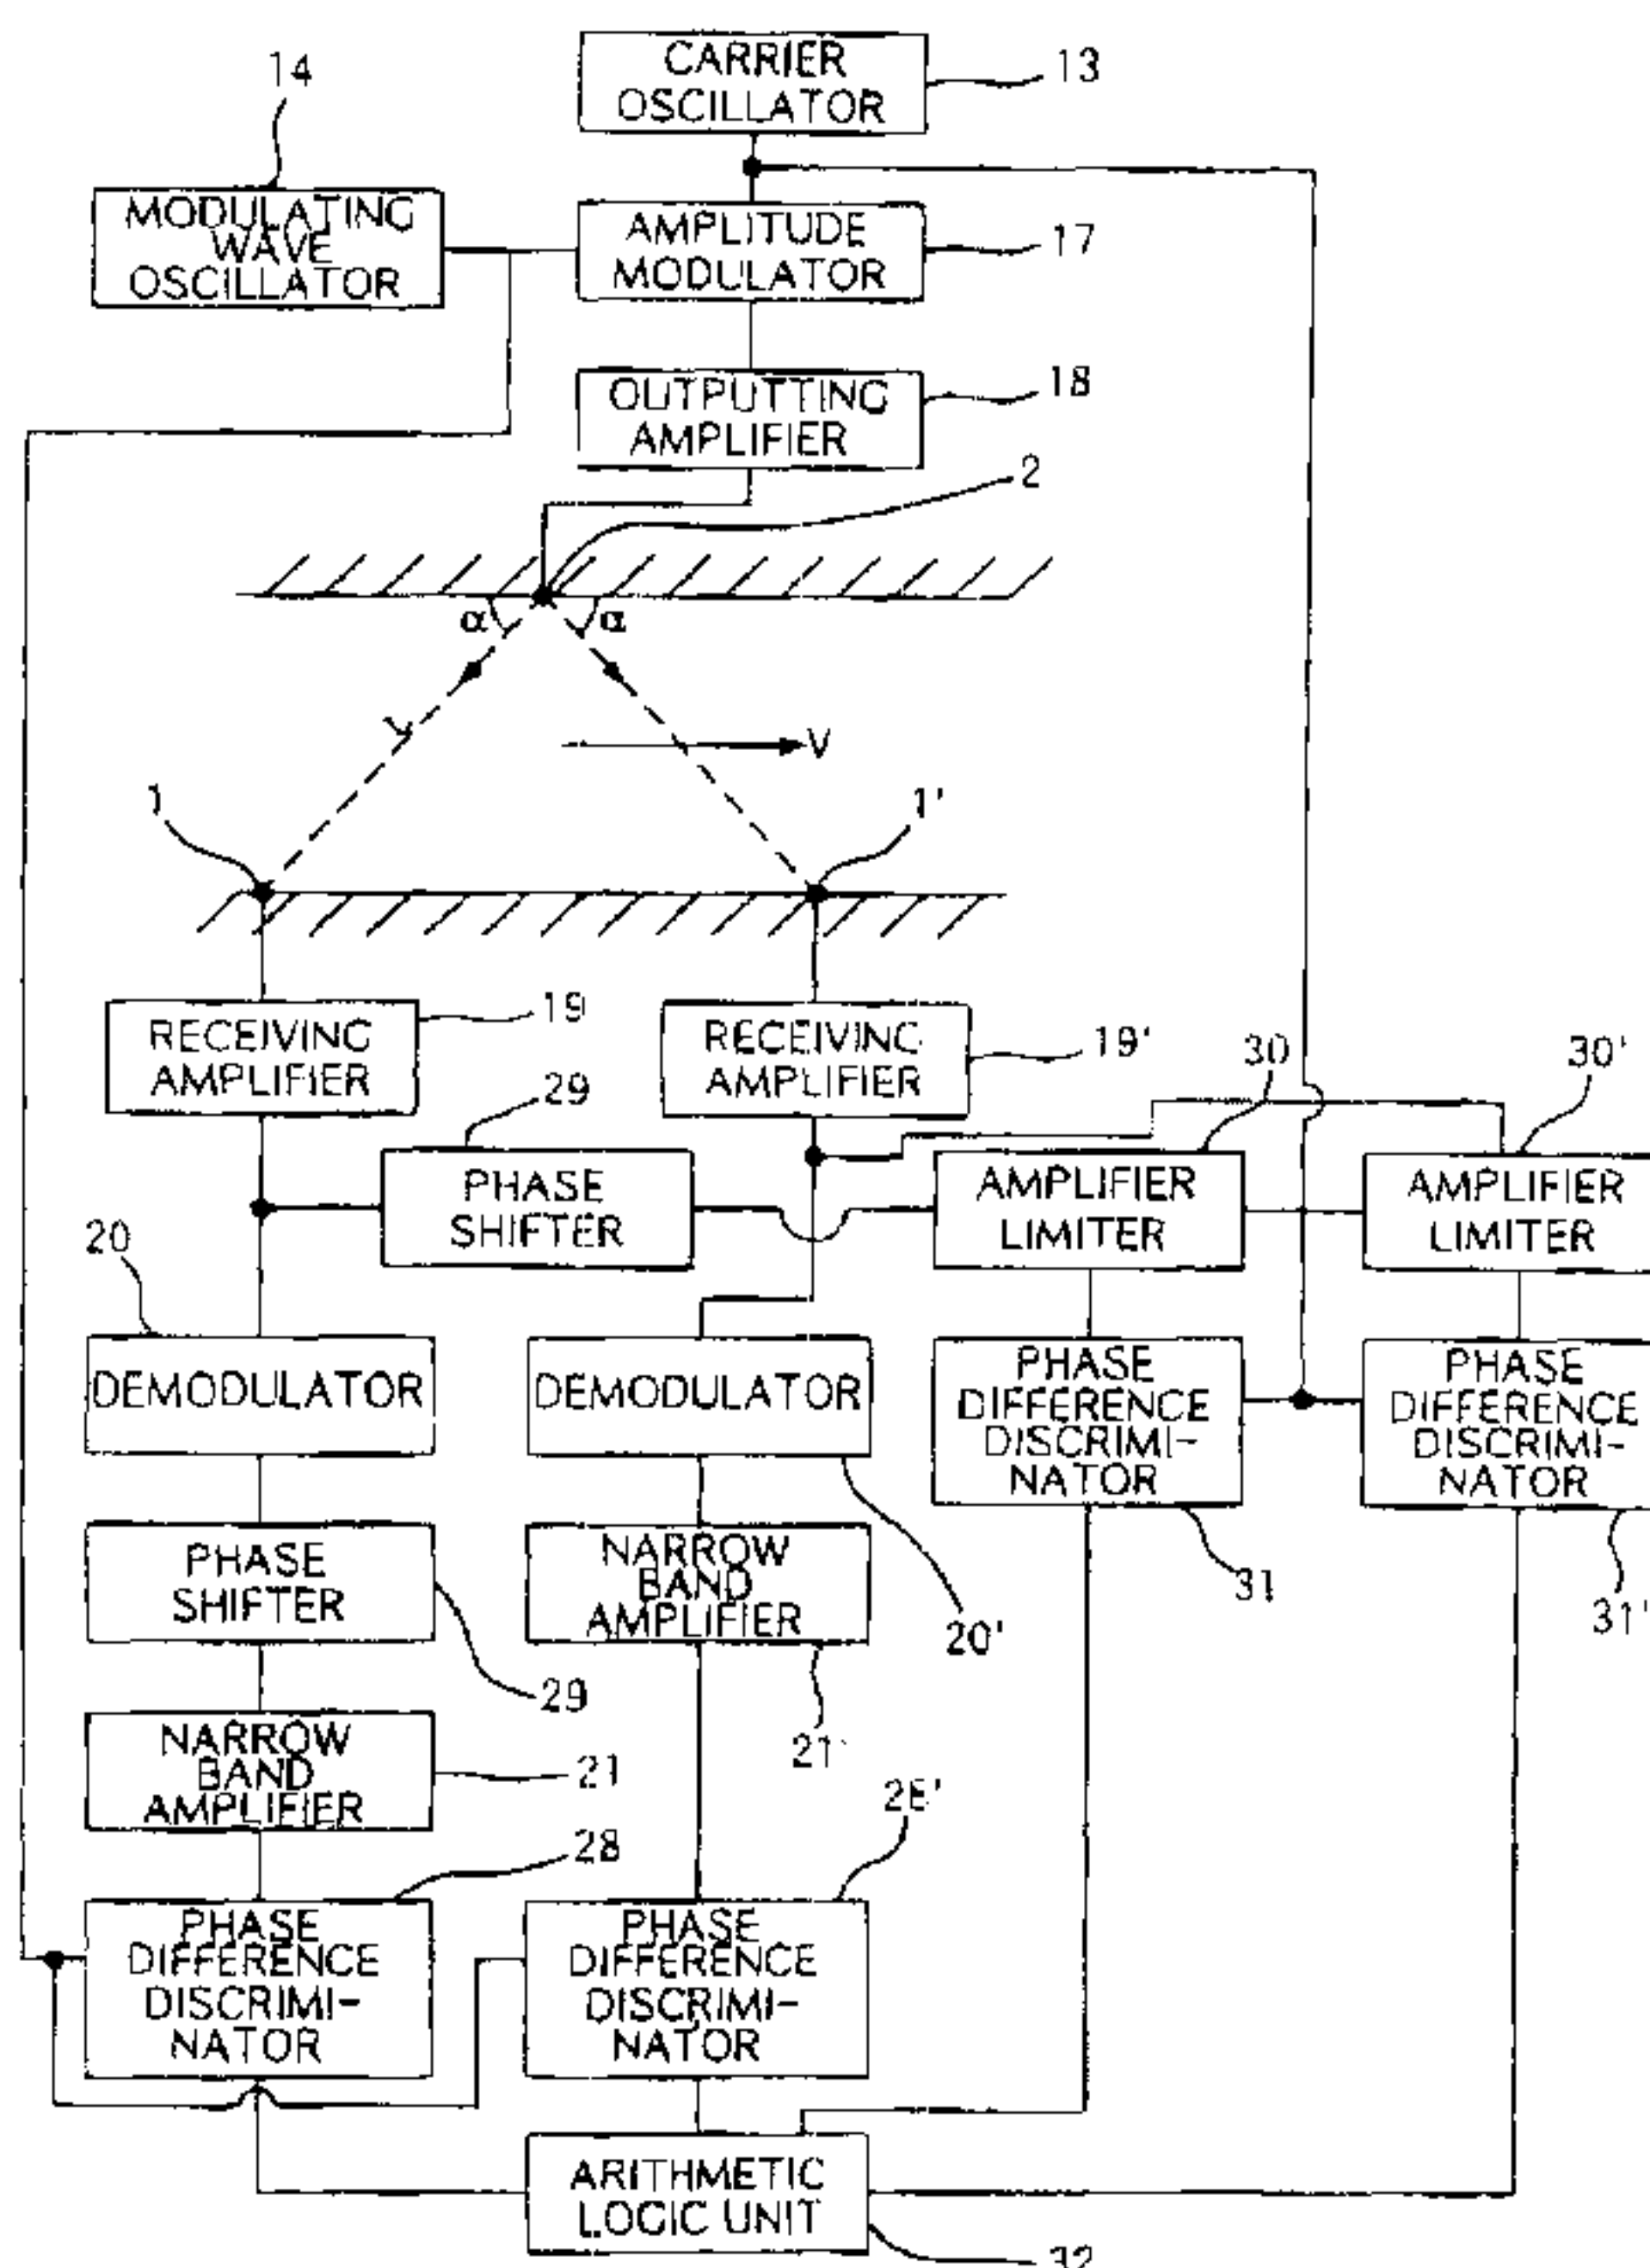 14
CARRIER
OSCILLATOR
13
MODULATING
WAVE
OSCILLATOR
AMPLITUDE
MODULATOR
17
OUTPUTTING
AMPLIFIER
18
2
α
α
V
1
1'
RECEIVING
AMPLIFIER
19
RECEIVING
AMPLIFIER
19'
30
30'
29
PHASE
SHIFTER
AMPLIFIER
LIMITER
AMPLIFIER
LIMITER
20
DEMODULATOR
DEMODULATOR
PHASE
DIFFERENCE
DISCRIMI-
NATOR
PHASE
DIFFERENCE
DISCRIMI-
NATOR
PHASE
SHIFTER
NARROW
BAND
AMPLIFIER
20'
31
31'
29
NARROW
BAND
AMPLIFIER
21
21'
28
PHASE
DIFFERENCE
DISCRIMI-
NATOR
PHASE
DIFFERENCE
DISCRIMI-
NATOR
ARITHMETIC
LOGIC UNIT
32